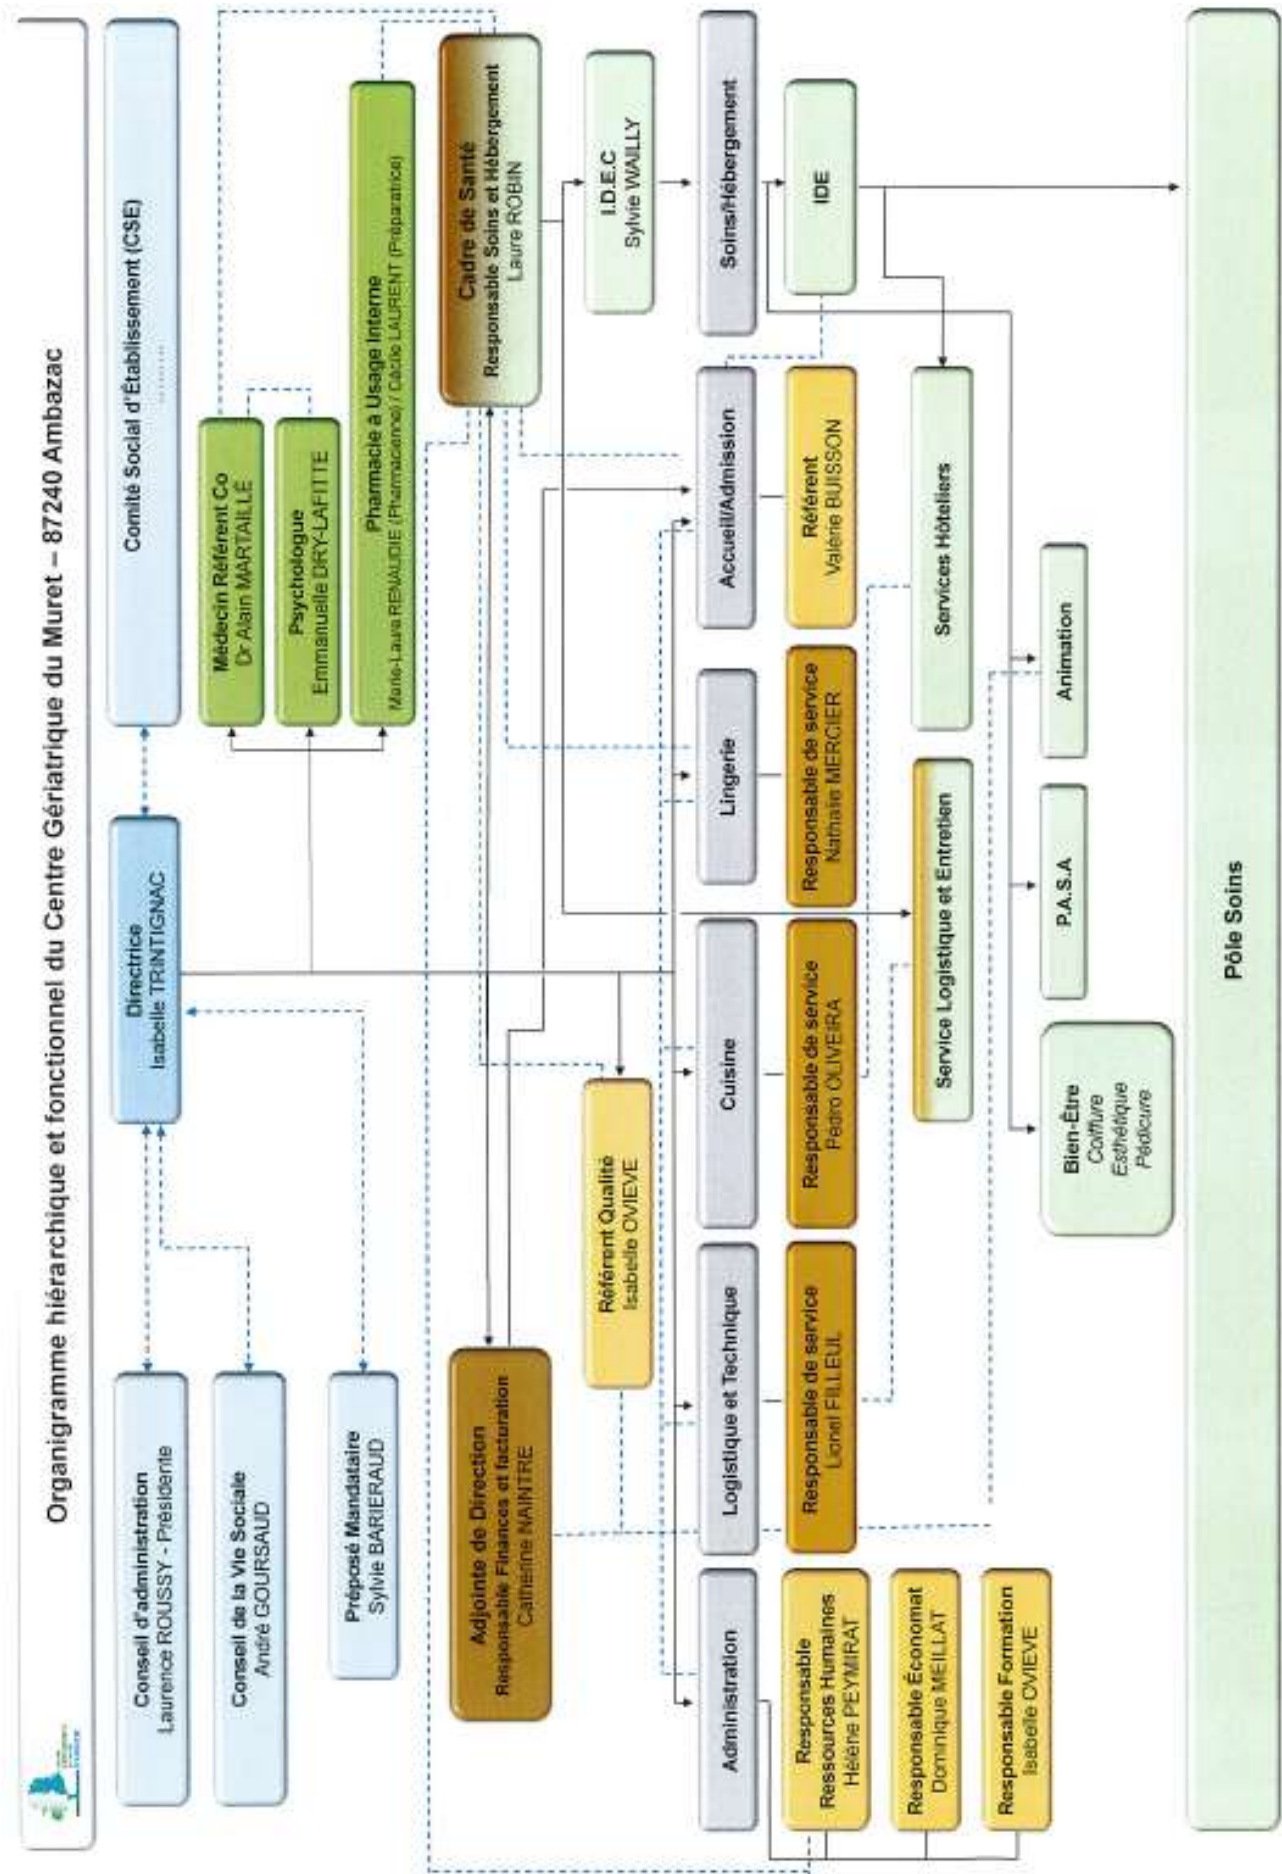 Organigramme hiérarchique et fonctionnel du Centre Gériatrique du Muret – 87240 Ambazac
Conseil d'administration
Laurence ROUSSY - Présidente
Directrice
Isabelle TRINTIGNAC
Comité Social d'Établissement (CSE)
.........
Conseil de la Vie Sociale
André GOURSAUD
Médecin Référent Co
Dr Alain MARTAILLÉ
Préposé Mandataire
Sylvie BARIERAUD
Psychologue
Emmanuelle DRY-LAFITTE
Pharmacie à Usage Interne
Marie-Laure RENAUDIE (Pharmacienne) / Cécile LAURENT (Préparatrice)
Adjointe de Direction
Responsable Finances et facturation
Catherine NAINTRE
Cadre de Santé
Responsable Soins et Hébergement
Laure ROBIN
Référent Qualité
Isabelle OVIEVE
I.D.E.C
Sylvie WAILLY
Administration
Logistique et Technique
Cuisine
Lingerie
Accueil/Admission
Soins/Hébergement
Responsable
Ressources Humaines
Hélène PEYMIRAT
Responsable de service
Lionel FILLEUL
Responsable de service
Pédro OLIVEIRA
Responsable de service
Nathalie MERCIER
Référent
Valérie BUISSON
IDE
Responsable Économat
Dominique MEILLAT
Service Logistique et Entretien
Services Hôteliers
Responsable Formation
Isabelle OVIEVE
Bien-Être
Coiffure
Esthétique
Pédicure
P.A.S.A
Animation
Pôle Soins